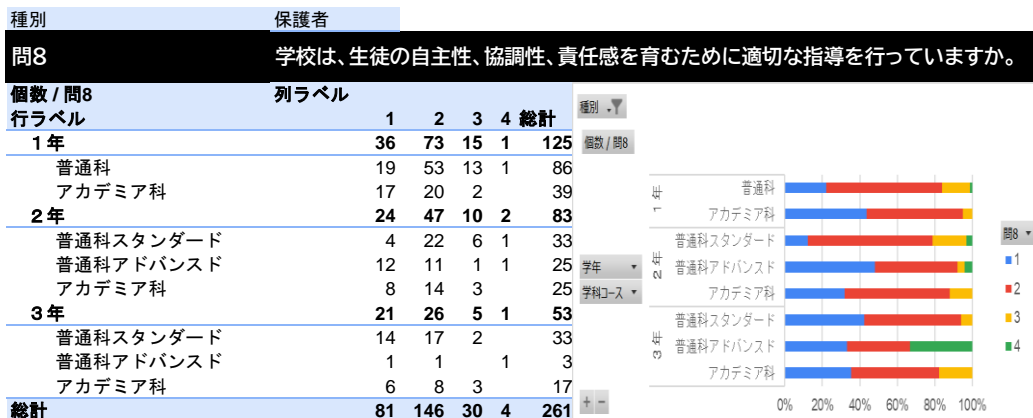 種別 保護者
問8 学校は、生徒の自主性、協調性、責任感を育むために適切な指導を行っていますか。
個数 / 問8 列ラベル
行ラベル 1 2 3 4 総計
1年 36 73 15 1 125
普通科 19 53 13 1 86
アカデミア科 17 20 2 39
2年 24 47 10 2 83
普通科スタンダード 4 22 6 1 33
普通科アドバンスド 12 11 1 1 25
アカデミア科 8 14 3 25
3年 21 26 5 1 53
普通科スタンダード 14 17 2 33
普通科アドバンスド 1 1 1 3
アカデミア科 6 8 3 17
総計 81 146 30 4 261
種別
個数 / 問8
学年
学科コース
1年
普通科
アカデミア科
2年
普通科スタンダード
普通科アドバンスド
アカデミア科
3年
普通科スタンダード
普通科アドバンスド
アカデミア科
0% 20% 40% 60% 80% 100%
問8
1
2
3
4
+ −